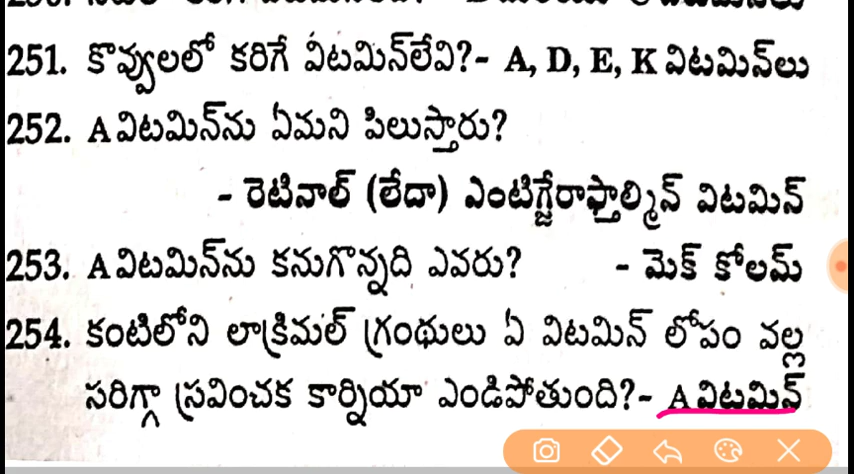 251. కొవ్వులలో కరిగే విటమిన్‌లేవి?- A, D, E, K విటమిన్‌లు
252. A విటమిన్‌ను ఏమని పిలుస్తారు?
- రెటినాల్ (లేదా) ఎంటిగ్జేరాఫ్తాల్మిన్ విటమిన్
253. A విటమిన్‌ను కనుగొన్నది ఎవరు? - మెక్ కోలమ్
254. కంటిలోని లాక్రిమల్ గ్రంథులు ఏ విటమిన్ లోపం వల్ల
సరిగ్గా స్రవించక కార్నియా ఎండిపోతుంది?- A విటమిన్